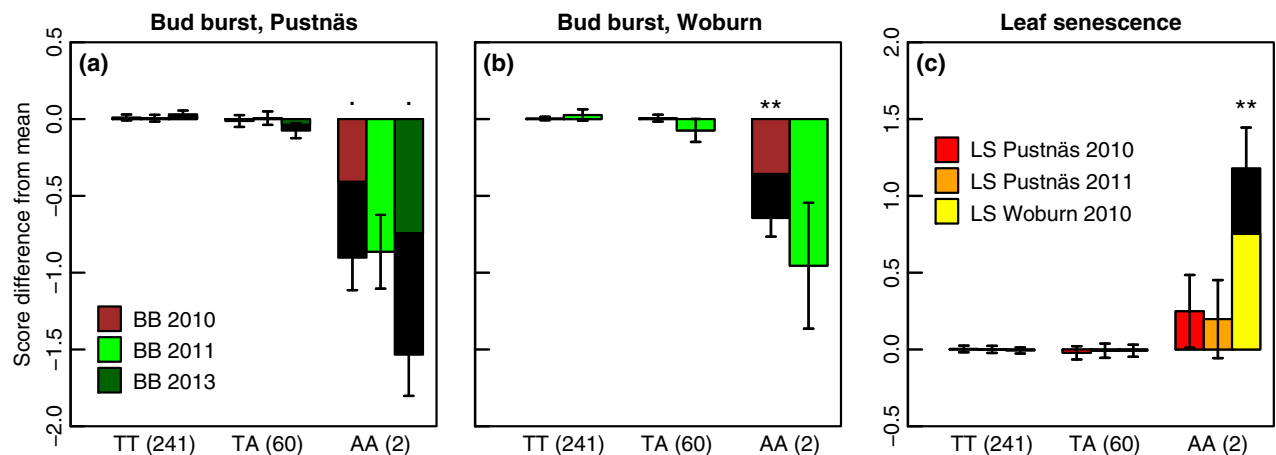 Bud burst, Pustnäs
Bud burst, Woburn
Leaf senescence
(a)
(b)
(c)
Score difference from mean
0.5
0.0
−0.5
−1.0
−1.5
−2.0
. .
**
**
2.0
1.5
1.0
0.5
0.0
−0.5
BB 2010
BB 2011
BB 2013
LS Pustnäs 2010
LS Pustnäs 2011
LS Woburn 2010
TT (241) TA (60) AA (2)
TT (241) TA (60) AA (2)
TT (241) TA (60) AA (2)